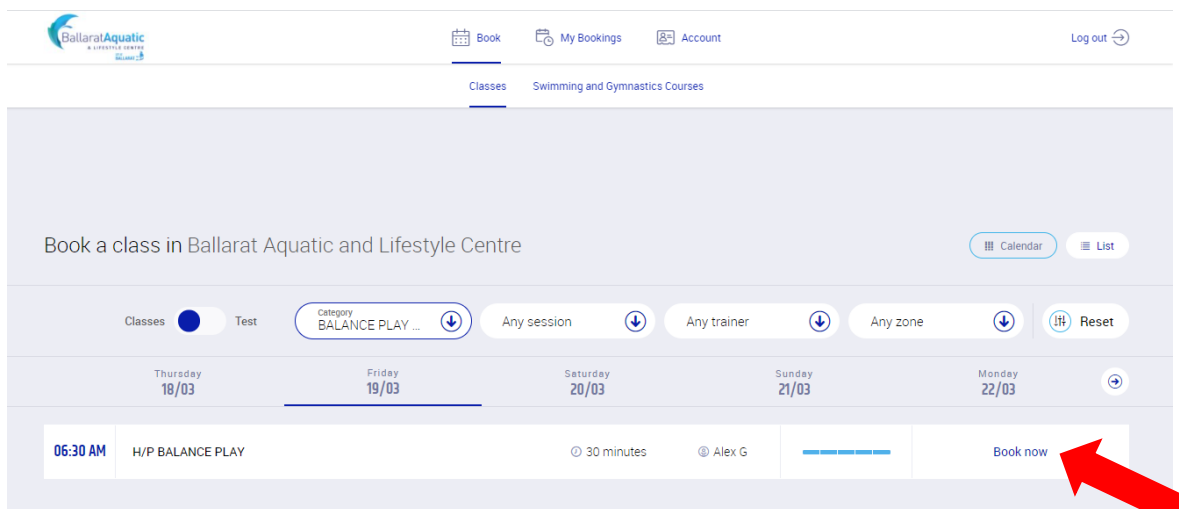 BallaratAquatic
& LIFESTYLE CENTRE
BALLARAT
Book
My Bookings
Account
Log out
Classes
Swimming and Gymnastics Courses
Book a class in Ballarat Aquatic and Lifestyle Centre
Calendar
List
Classes
Test
Category
BALANCE PLAY ...
Any session
Any trainer
Any zone
Reset
Thursday
18/03
Friday
19/03
Saturday
20/03
Sunday
21/03
Monday
22/03
06:30 AM
H/P BALANCE PLAY
30 minutes
Alex G
Book now